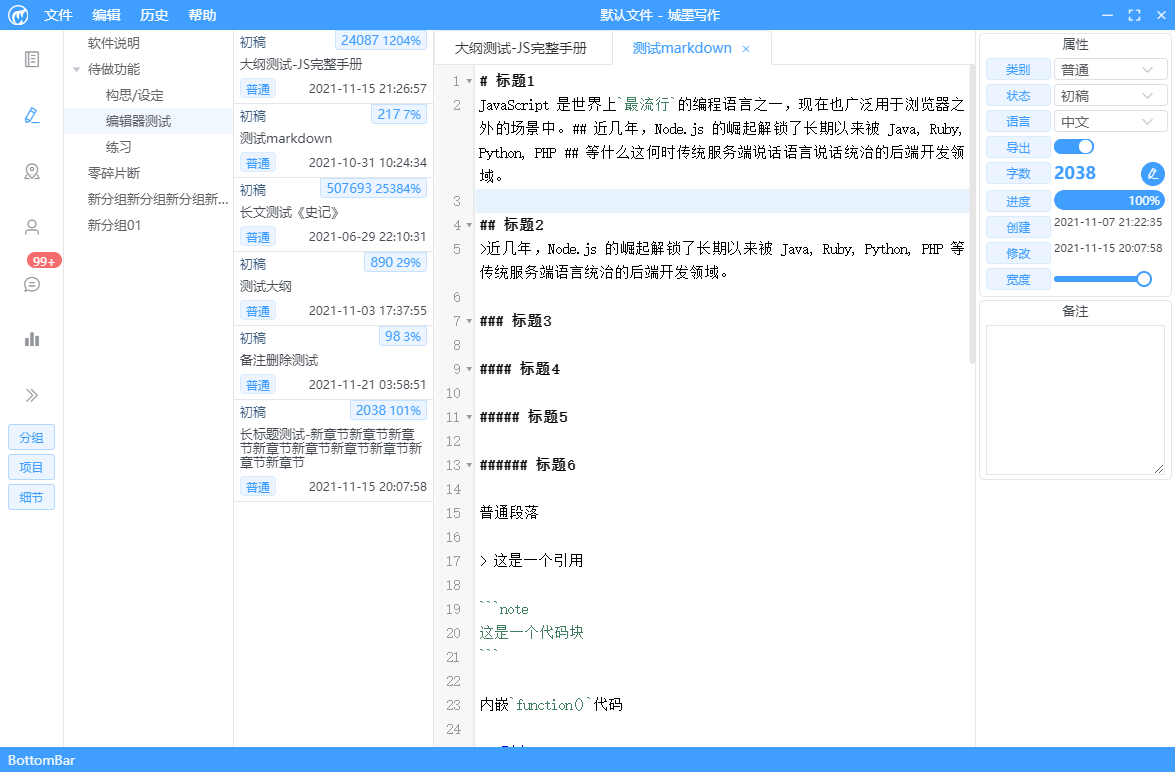 文件 编辑 历史 帮助
默认文件 - 城墨写作
99+
分组
项目
细节
软件说明
待做功能
构思/设定
编辑器测试
练习
零碎片断
新分组新分组新分组新...
新分组01
初稿 24087 1204%
大纲测试-JS完整手册
普通 2021-11-15 21:26:57
初稿 217 7%
测试markdown
普通 2021-10-31 10:24:34
初稿 507693 25384%
长文测试《史记》
普通 2021-06-29 22:10:31
初稿 890 29%
测试大纲
普通 2021-11-03 17:37:55
初稿 98 3%
备注删除测试
普通 2021-11-21 03:58:51
初稿 2038 101%
长标题测试-新章节新章节新章
节新章节新章节新章节新章节新
章节新章节
普通 2021-11-15 20:07:58
大纲测试-JS完整手册 测试markdown ×
1 # 标题1
2 JavaScript 是世界上`最流行`的编程语言之一，现在也广泛用于浏览器之
外的场景中。## 近几年，Node.js 的崛起解锁了长期以来被 Java, Ruby,
Python, PHP ## 等什么这何时传统服务端说话语言说话统治的后端开发领
域。
3
4 ## 标题2
5 >近几年，Node.js 的崛起解锁了长期以来被 Java, Ruby, Python, PHP 等
传统服务端语言统治的后端开发领域。
6
7 ### 标题3
8
9 #### 标题4
10
11 ##### 标题5
12
13 ###### 标题6
14
15 普通段落
16
17 > 这是一个引用
18
19 ```note
20 这是一个代码块
21 ```
22
23 内嵌`function()`代码
24
属性
类别 普通
状态 初稿
语言 中文
导出
字数 2038
进度 100%
创建 2021-11-07 21:22:35
修改 2021-11-15 20:07:58
宽度
备注
BottomBar